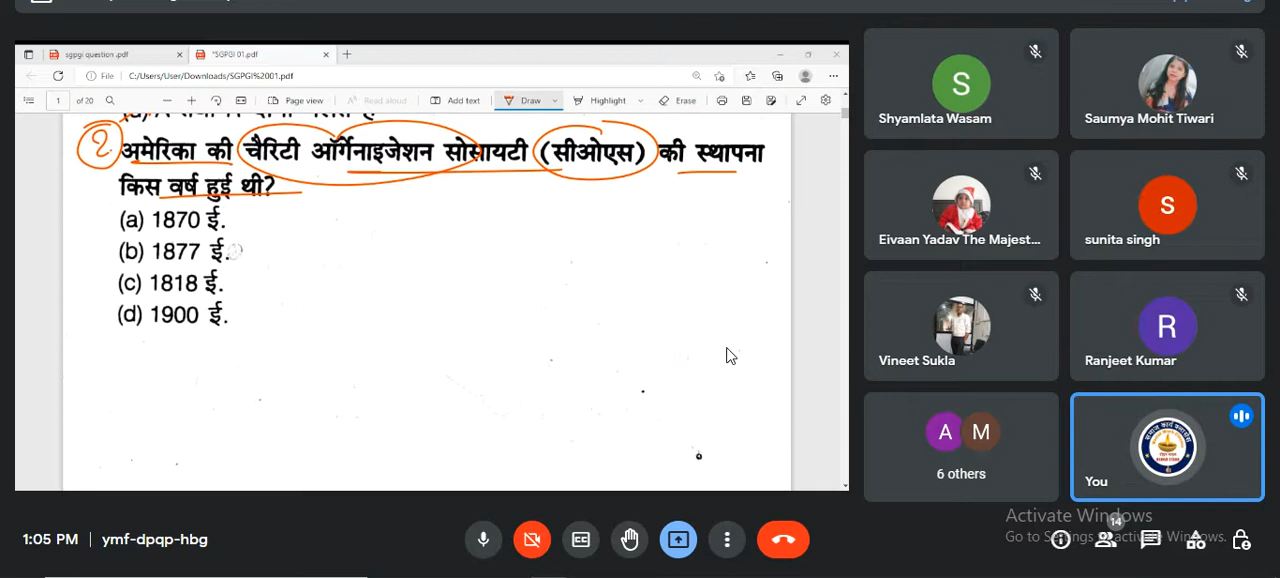 sgpgi question .pdf
*SGPGI 01.pdf
File
C:/Users/User/Downloads/SGPGI%2001.pdf
1 of 20
Page view
Read aloud
Add text
Draw
Highlight
Erase
2
अमेरिका की चैरिटी ऑर्गेनाइजेशन सोसायटी (सीओएस) की स्थापना
किस वर्ष हुई थी?
(a) 1870 ई.
(b) 1877 ई.
(c) 1818 ई.
(d) 1900 ई.
S
Shyamlata Wasam
Saumya Mohit Tiwari
Eivaan Yadav The Majest...
S
sunita singh
Vineet Sukla
R
Ranjeet Kumar
A M
6 others
You
Activate Windows
Go to Settings to activate Windows.
1:05 PM | ymf-dpqp-hbg
CC
14